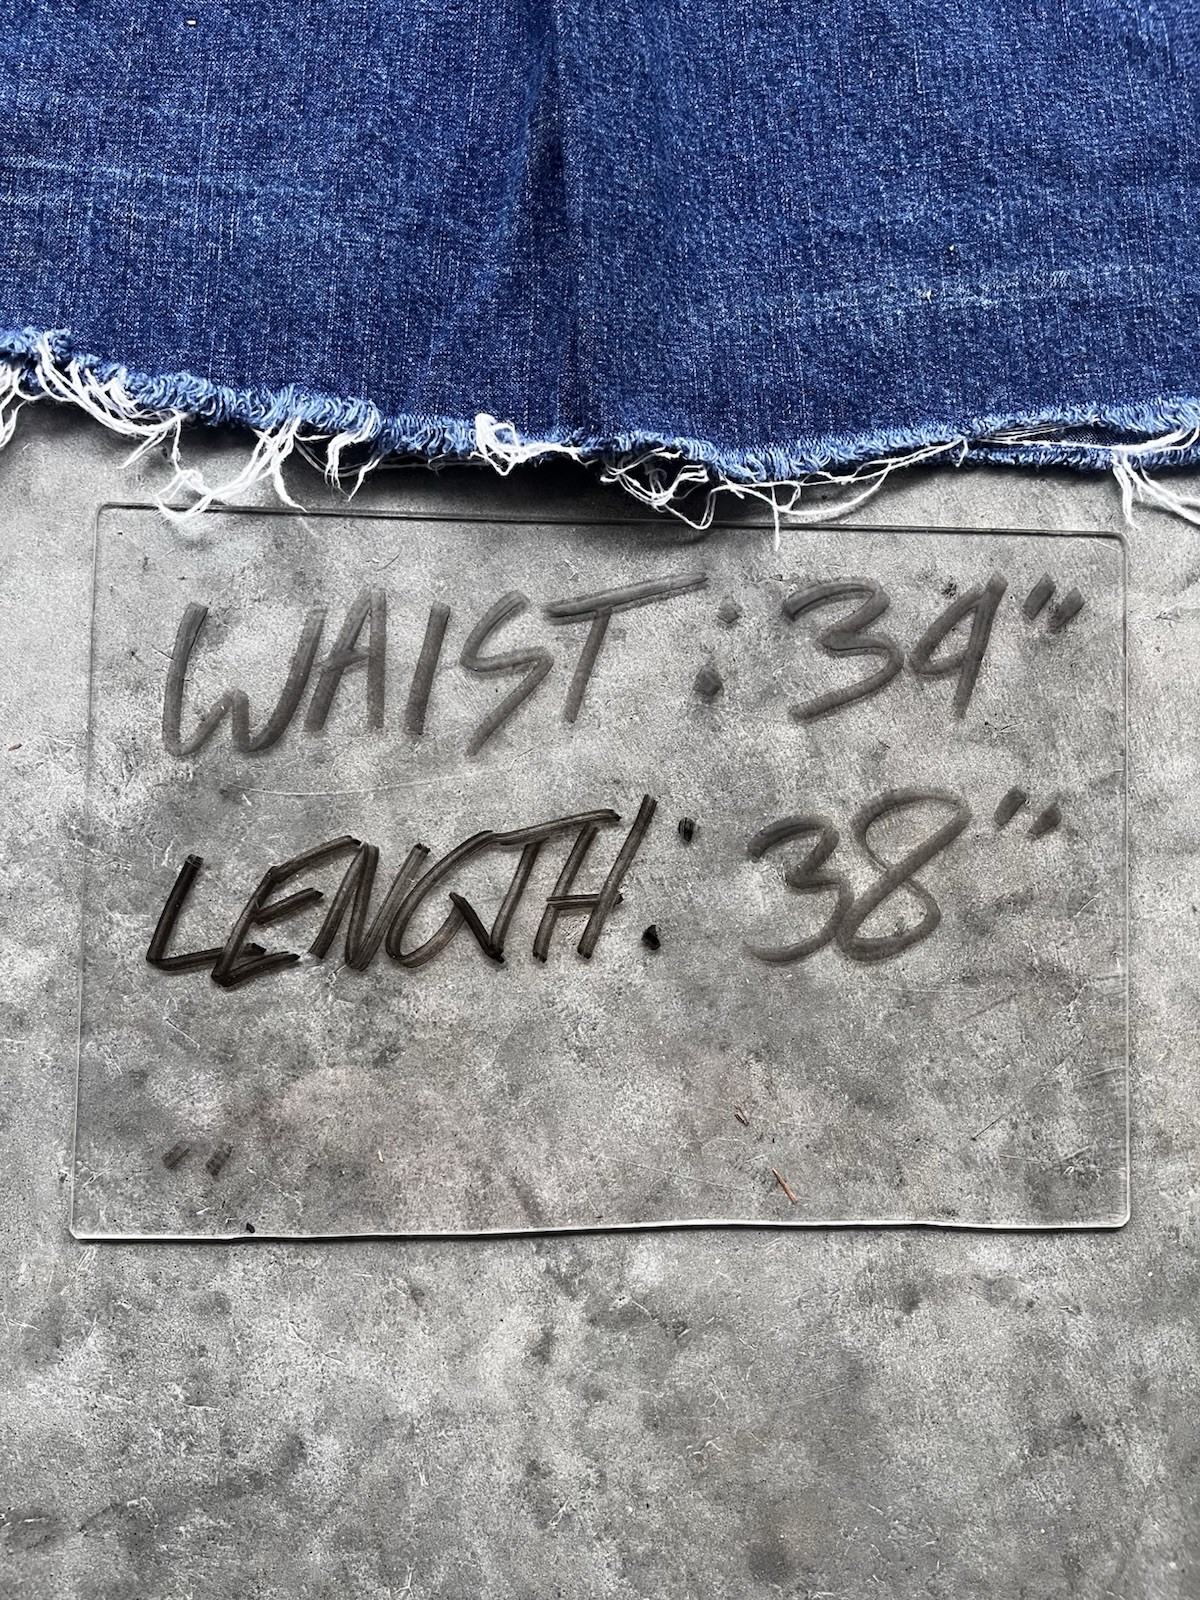 WAIST: 34"
LENGTH: 38"
"